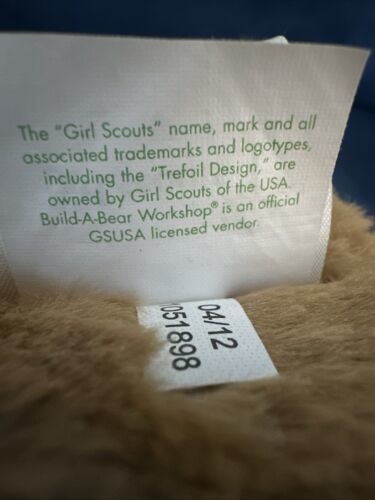 The "Girl Scouts" name, mark and all
associated trademarks and logotypes,
including the "Trefoil Design," are
owned by Girl Scouts of the USA.
Build-A-Bear Workshop® is an official
GSUSA licensed vendor.
04/12
051898